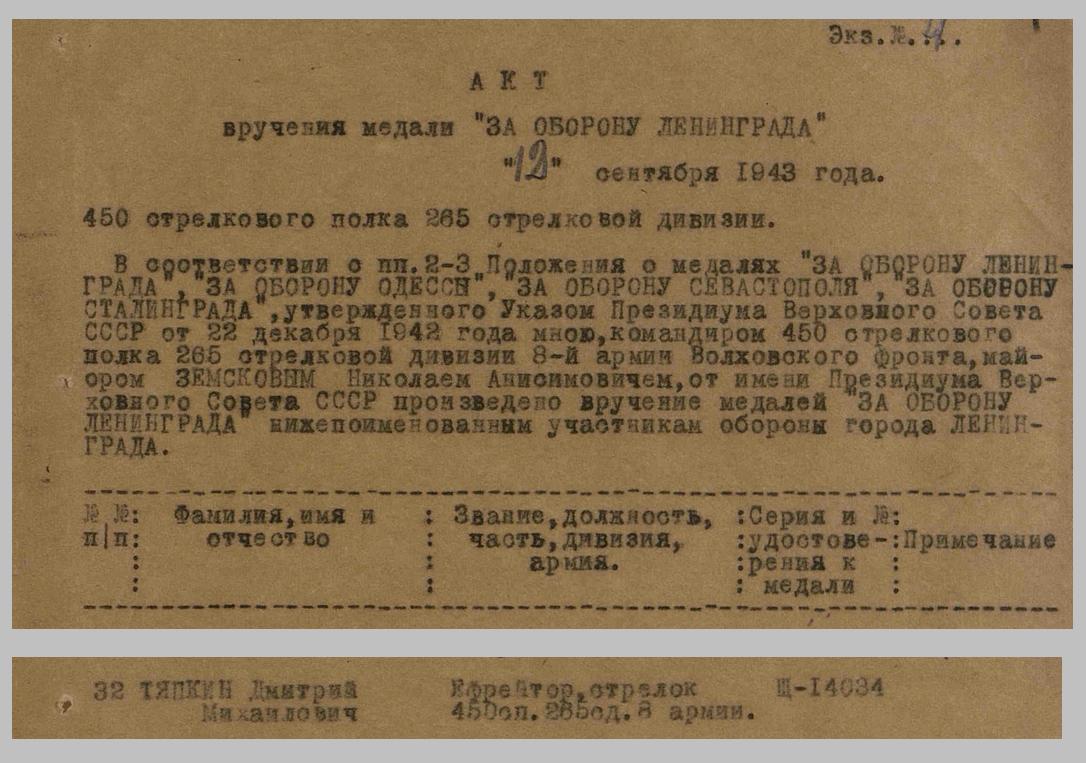 Экз.№.4..
А К Т
вручения медали "ЗА ОБОРОНУ ЛЕНИНГРАДА"
"12" сентября 1943 года.
450 стрелкового полка 265 стрелковой дивизии.
В соответствии с пп.2-3 Положения о медалях "ЗА ОБОРОНУ ЛЕНИН-
ГРАДА", "ЗА ОБОРОНУ ОДЕССЫ", "ЗА ОБОРОНУ СЕВАСТОПОЛЯ", "ЗА ОБОРОНУ
СТАЛИНГРАДА",утвержденного Указом Президиума Верховного Совета
СССР от 22 декабря 1942 года мною,командиром 450 стрелкового
полка 265 стрелковой дивизии 8-й армии Волховского фронта,май-
ором ЗЕМСКОВЫМ Николаем Анисимовичем,от имени Президиума Вер-
ховного Совета СССР произведено вручение медалей "ЗА ОБОРОНУ
ЛЕНИНГРАДА" нижепоименованным участникам обороны города ЛЕНИН-
ГРАДА.
№ №: Фамилия,имя и : Звание,должность, :Серия и №:
п|п: отчество : часть,дивизия, :удостове-:Примечание
: : армия. :рения к :
: : : медали :
32 ТЯПКИН Дмитрий Ефрейтор,стрелок Щ-14034
Михаилович 450сп.265сд.8 армии.